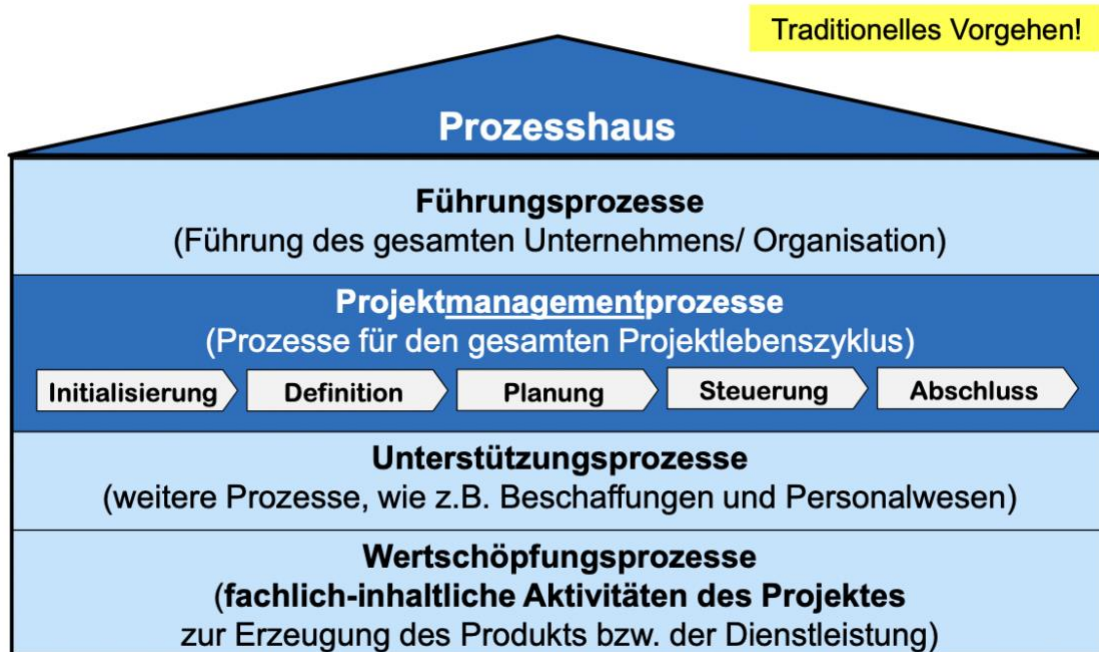 Traditionelles Vorgehen!
Prozesshaus
Führungsprozesse
(Führung des gesamten Unternehmens/ Organisation)
Projektmanagementprozesse
(Prozesse für den gesamten Projektlebenszyklus)
Initialisierung
Definition
Planung
Steuerung
Abschluss
Unterstützungsprozesse
(weitere Prozesse, wie z.B. Beschaffungen und Personalwesen)
Wertschöpfungsprozesse
(fachlich-inhaltliche Aktivitäten des Projektes
zur Erzeugung des Produkts bzw. der Dienstleistung)